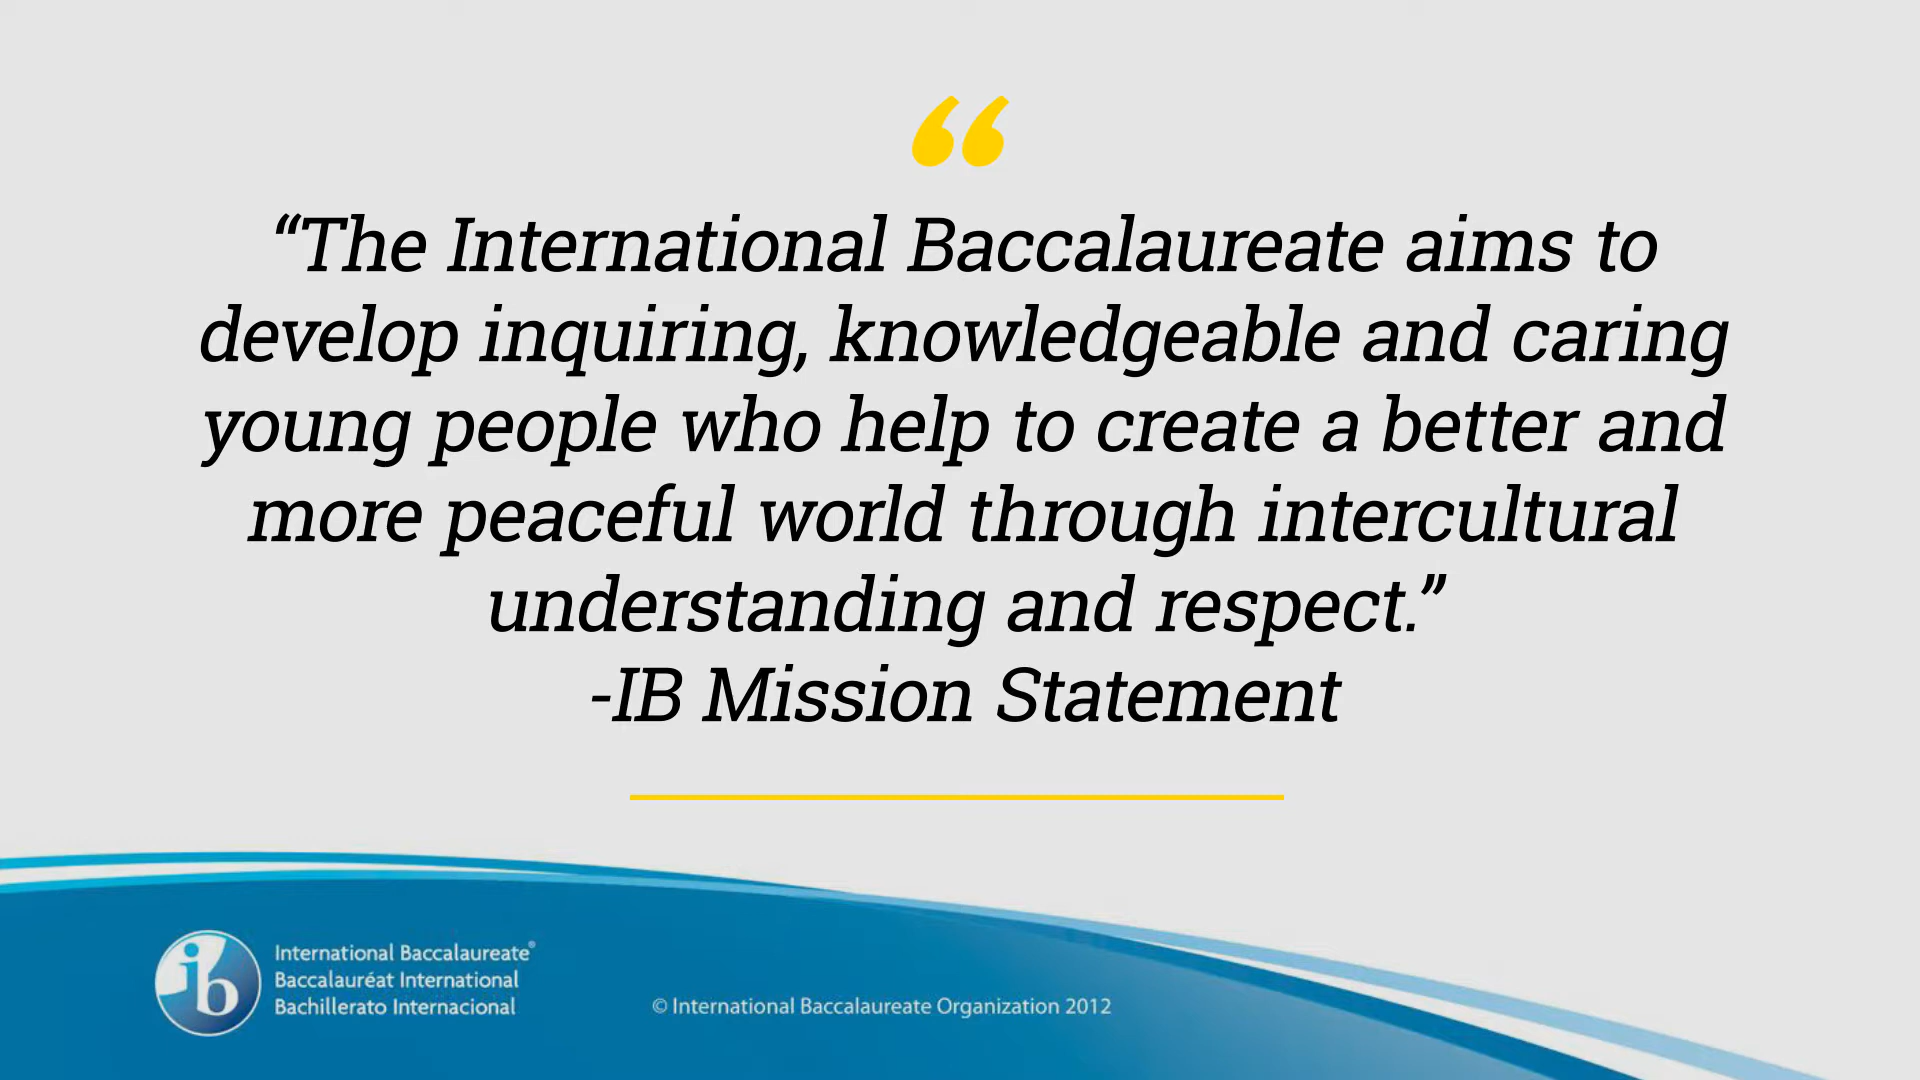 “
“The International Baccalaureate aims to
develop inquiring, knowledgeable and caring
young people who help to create a better and
more peaceful world through intercultural
understanding and respect.”
-IB Mission Statement
ib
International Baccalaureate®
Baccalauréat International
Bachillerato Internacional
© International Baccalaureate Organization 2012